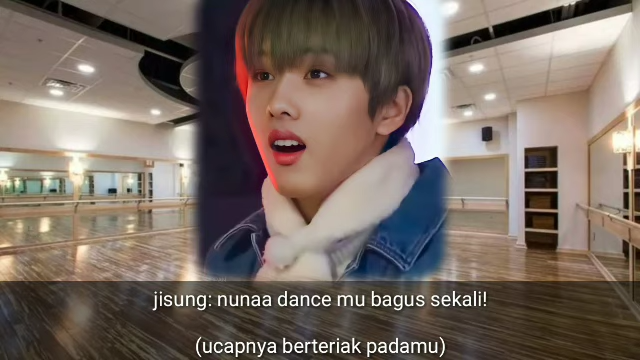 jisung: nunaa dance mu bagus sekali!
(ucapnya berteriak padamu)